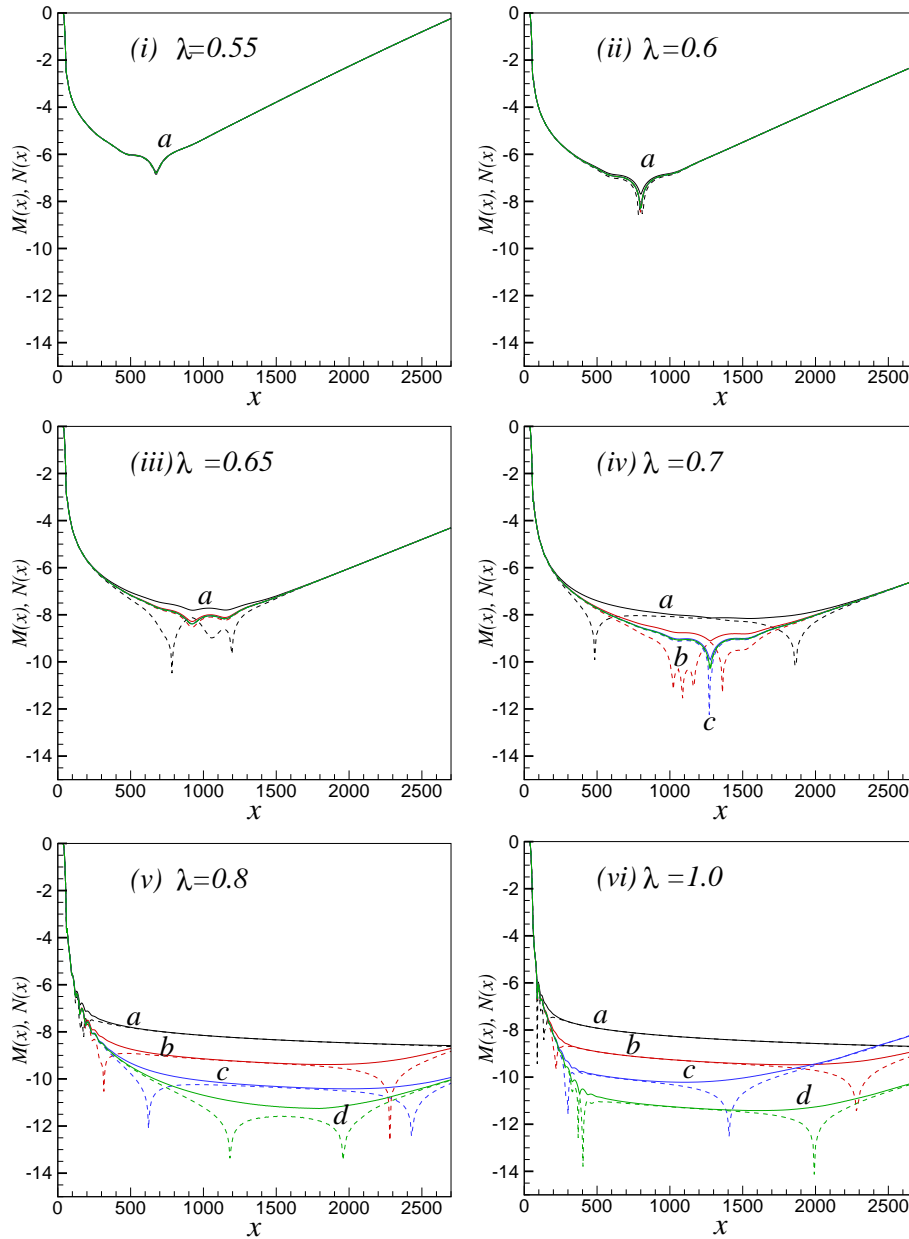 (i) λ=0.55
a
0
-2
-4
-6
-8
-10
-12
-14
M(x), N(x)
0 500 1000 1500 2000 2500
x
(ii) λ=0.6
a
0
-2
-4
-6
-8
-10
-12
-14
M(x), N(x)
0 500 1000 1500 2000 2500
x
(iii) λ =0.65
a
0
-2
-4
-6
-8
-10
-12
-14
M(x), N(x)
0 500 1000 1500 2000 2500
x
(iv) λ=0.7
a
b
c
0
-2
-4
-6
-8
-10
-12
-14
M(x), N(x)
0 500 1000 1500 2000 2500
x
(v) λ=0.8
a
b
c
d
0
-2
-4
-6
-8
-10
-12
-14
M(x), N(x)
0 500 1000 1500 2000 2500
x
(vi) λ =1.0
a
b
c
d
0
-2
-4
-6
-8
-10
-12
-14
M(x), N(x)
0 500 1000 1500 2000 2500
x